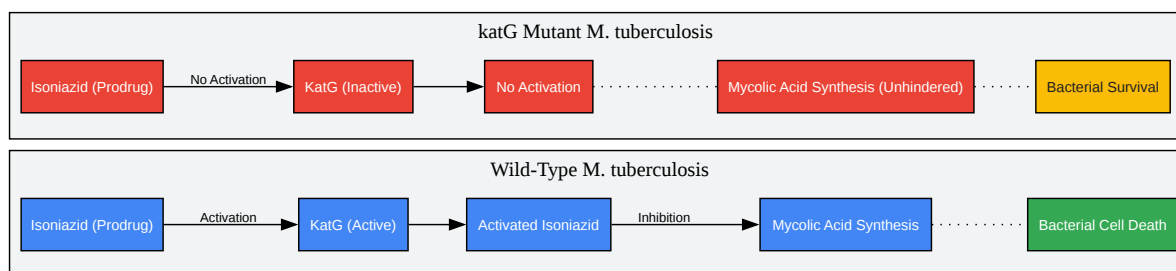 katG Mutant M. tuberculosis
Isoniazid (Prodrug)
No Activation
KatG (Inactive)
No Activation
Mycolic Acid Synthesis (Unhindered)
Bacterial Survival
Wild-Type M. tuberculosis
Isoniazid (Prodrug)
Activation
KatG (Active)
Activated Isoniazid
Inhibition
Mycolic Acid Synthesis
Bacterial Cell Death